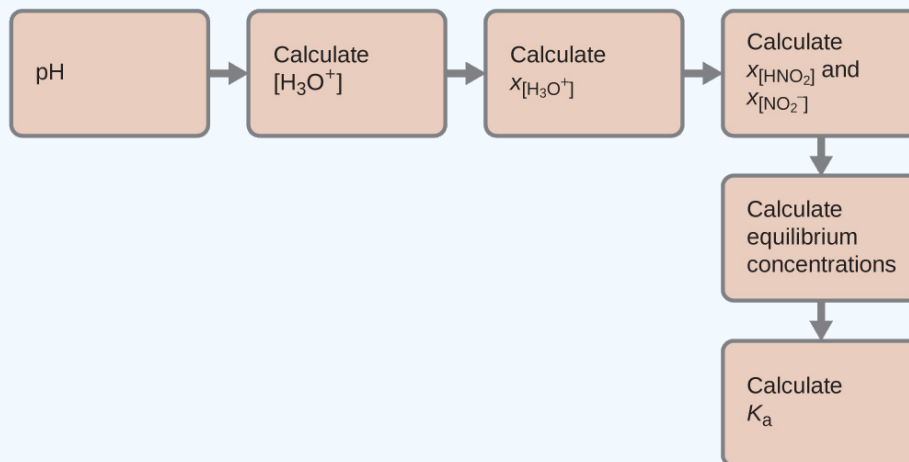 pH
Calculate
[H₃O⁺]
Calculate
x[H₃O⁺]
Calculate
x[HNO₂] and
x[NO₂⁻]
Calculate
equilibrium
concentrations
Calculate
Kₐ